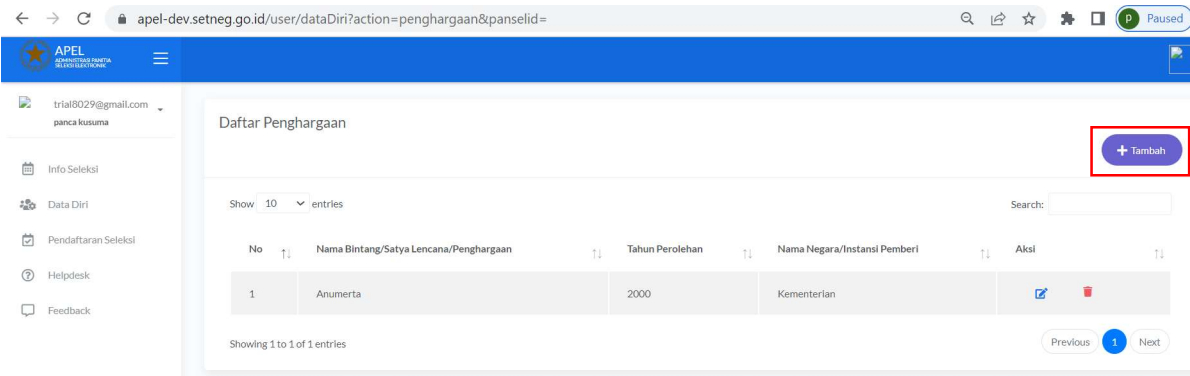 apel-dev.setneg.go.id/user/dataDiri?action=penghargaan&panselid=
P Paused
APEL
ADMINISTRASI PANITIA
SELEKSI ELEKTRONIK
trial8029@gmail.com
panca kusuma
Info Seleksi
Data Diri
Pendaftaran Seleksi
Helpdesk
Feedback
Daftar Penghargaan
+ Tambah
Show 10 entries
Search:
No Nama Bintang/Satya Lencana/Penghargaan Tahun Perolehan Nama Negara/Instansi Pemberi Aksi
1 Anumerta 2000 Kementerian
Showing 1 to 1 of 1 entries
Previous 1 Next